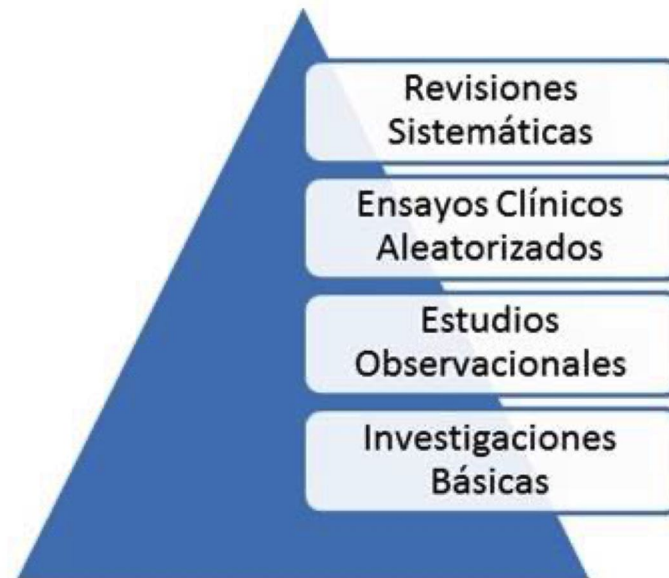 Revisiones
Sistemáticas
Ensayos Clínicos
Aleatorizados
Estudios
Observacionales
Investigaciones
Básicas